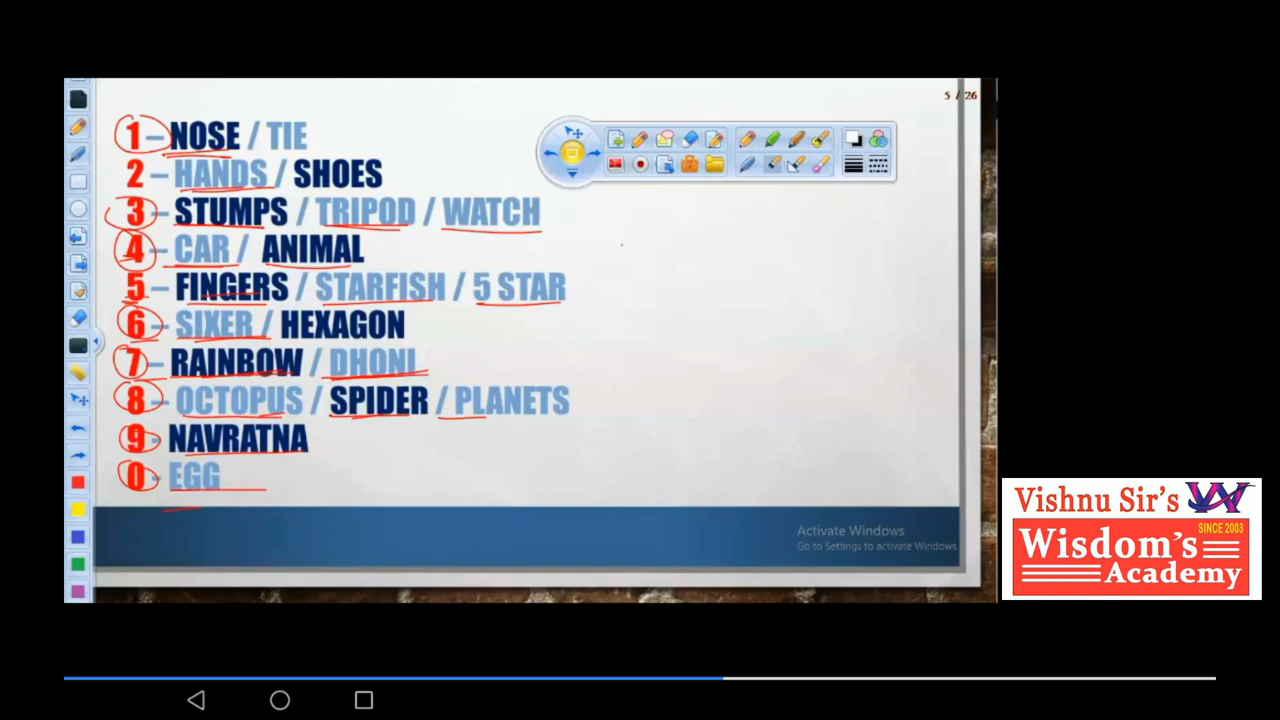 5 / 26
1 – NOSE / TIE
2 – HANDS / SHOES
3 – STUMPS / TRIPOD / WATCH
4 – CAR / ANIMAL
5 – FINGERS / STARFISH / 5 STAR
6 – SIXER / HEXAGON
7 – RAINBOW / DHONI
8 – OCTOPUS / SPIDER / PLANETS
9 - NAVRATNA
0 - EGG
Activate Windows
Go to Settings to activate Windows.
Vishnu Sir's W
SINCE 2003
Wisdom's
Academy